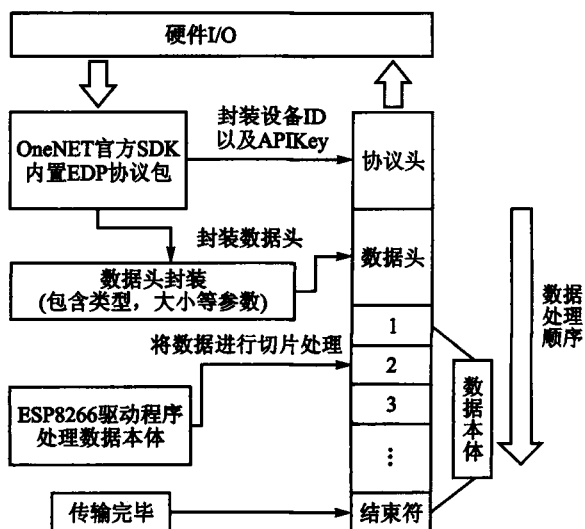 硬件I/O
OneNET官方SDK
内置EDP协议包
封装设备ID
以及APIKey
协议头
封装数据头
数据头封装
(包含类型，大小等参数)
数据头
将数据进行切片处理
1
2
3
⋮
ESP8266驱动程序
处理数据本体
数据本体
数据
处理
顺序
传输完毕
结束符